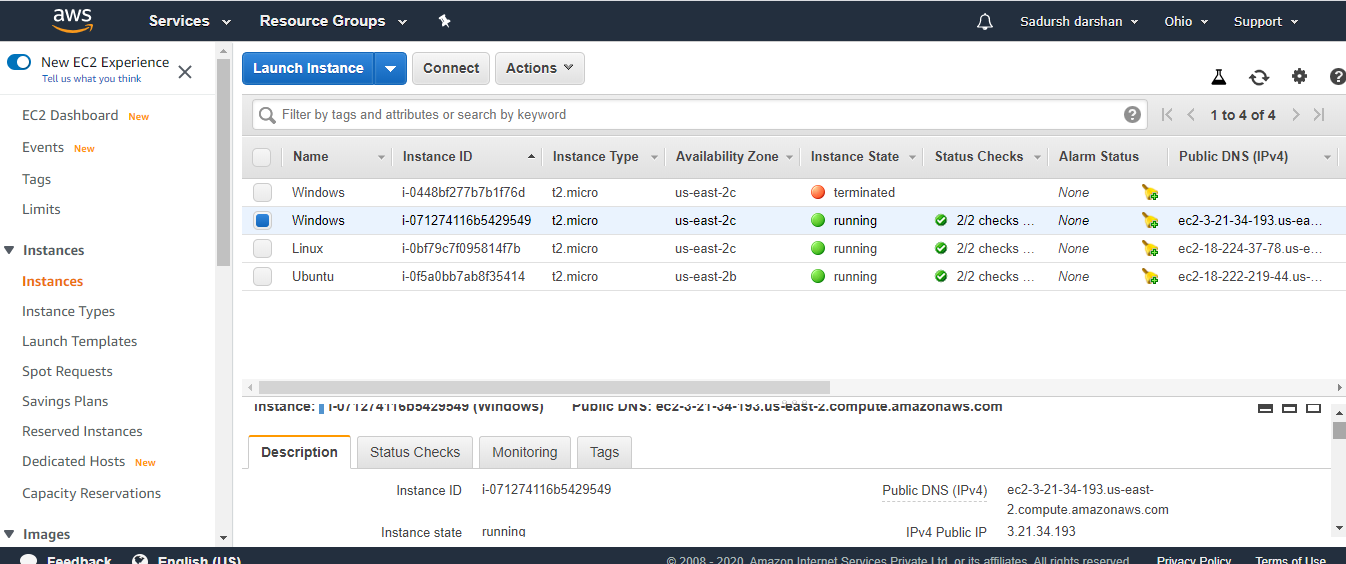 aws Services Resource Groups Sadursh darshan Ohio Support
New EC2 Experience
Tell us what you think
EC2 Dashboard New
Events New
Tags
Limits
Instances
Instances
Instance Types
Launch Templates
Spot Requests
Savings Plans
Reserved Instances
Dedicated Hosts New
Capacity Reservations
Images
Launch Instance Connect Actions
Filter by tags and attributes or search by keyword ? 1 to 4 of 4
Name Instance ID Instance Type Availability Zone Instance State Status Checks Alarm Status Public DNS (IPv4)
Windows i-0448bf277b7b1f76d t2.micro us-east-2c terminated None
Windows i-071274116b5429549 t2.micro us-east-2c running 2/2 checks ... None ec2-3-21-34-193.us-ea...
Linux i-0bf79c7f095814f7b t2.micro us-east-2c running 2/2 checks ... None ec2-18-224-37-78.us-e...
Ubuntu i-0f5a0bb7ab8f35414 t2.micro us-east-2b running 2/2 checks ... None ec2-18-222-219-44.us-...
Instance: i-071274116b5429549 (Windows) Public DNS: ec2-3-21-34-193.us-east-2.compute.amazonaws.com
Description Status Checks Monitoring Tags
Instance ID i-071274116b5429549 Public DNS (IPv4) ec2-3-21-34-193.us-east-
2.compute.amazonaws.com
Instance state running IPv4 Public IP 3.21.34.193
Feedback English (US) © 2008 - 2020, Amazon Internet Services Private Ltd. or its affiliates. All rights reserved. Privacy Policy Terms of Use